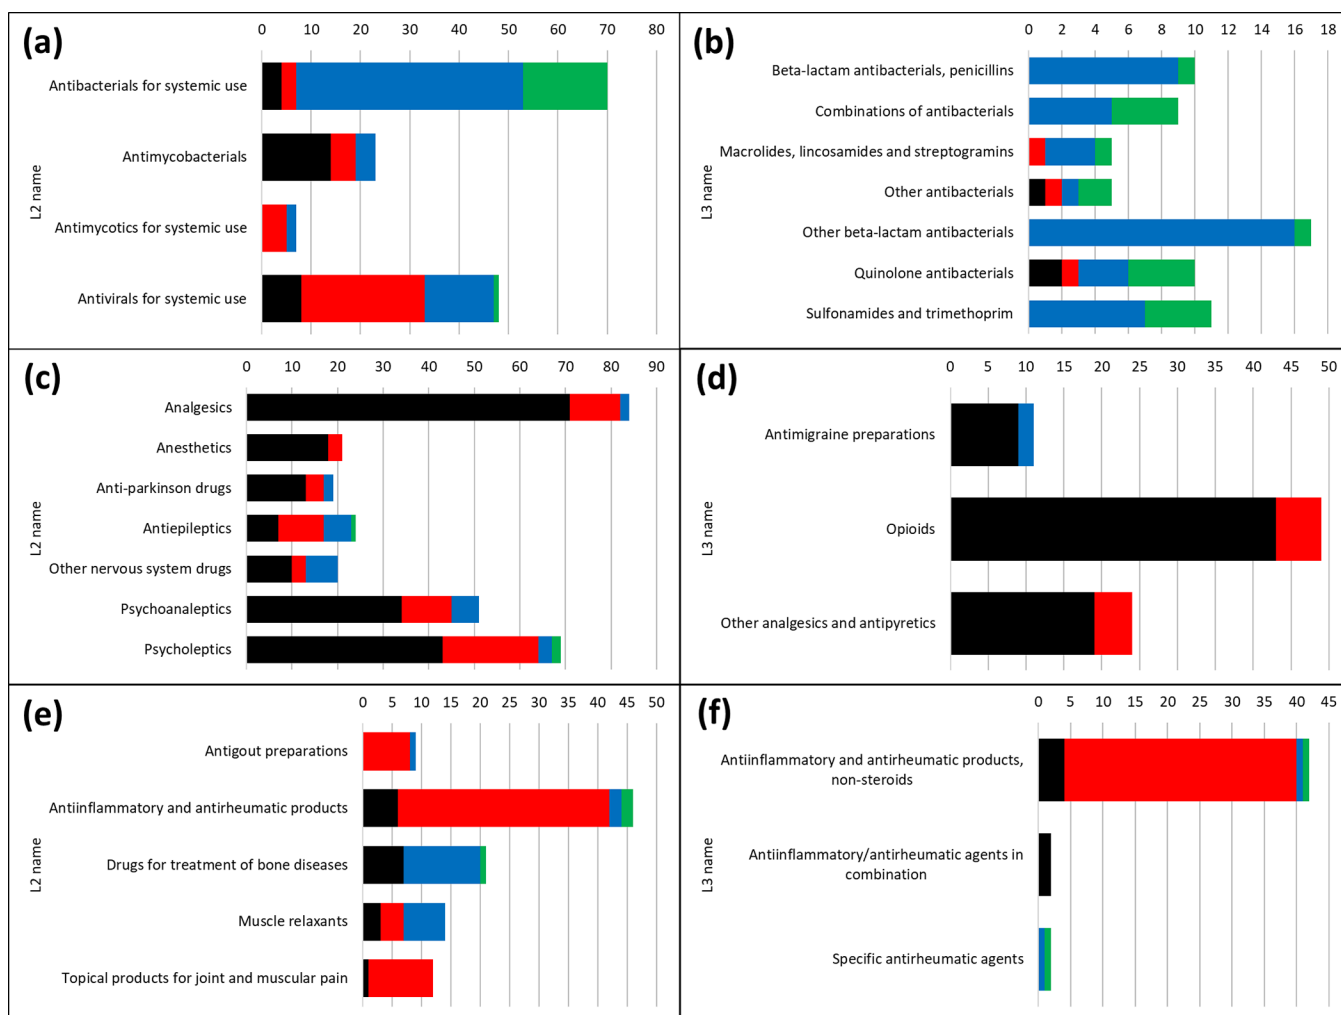 (a)
0 10 20 30 40 50 60 70 80
L2 name
Antibacterials for systemic use
Antimycobacterials
Antimycotics for systemic use
Antivirals for systemic use
(b)
0 2 4 6 8 10 12 14 16 18
L3 name
Beta-lactam antibacterials, penicillins
Combinations of antibacterials
Macrolides, lincosamides and streptogramins
Other antibacterials
Other beta-lactam antibacterials
Quinolone antibacterials
Sulfonamides and trimethoprim
(c)
0 10 20 30 40 50 60 70 80 90
L2 name
Analgesics
Anesthetics
Anti-parkinson drugs
Antiepileptics
Other nervous system drugs
Psychoanaleptics
Psycholeptics
(d)
0 5 10 15 20 25 30 35 40 45 50
L3 name
Antimigraine preparations
Opioids
Other analgesics and antipyretics
(e)
0 5 10 15 20 25 30 35 40 45 50
L2 name
Antigout preparations
Antiinflammatory and antirheumatic products
Drugs for treatment of bone diseases
Muscle relaxants
Topical products for joint and muscular pain
(f)
0 5 10 15 20 25 30 35 40 45
L3 name
Antiinflammatory and antirheumatic products,
non-steroids
Antiinflammatory/antirheumatic agents in
combination
Specific antirheumatic agents